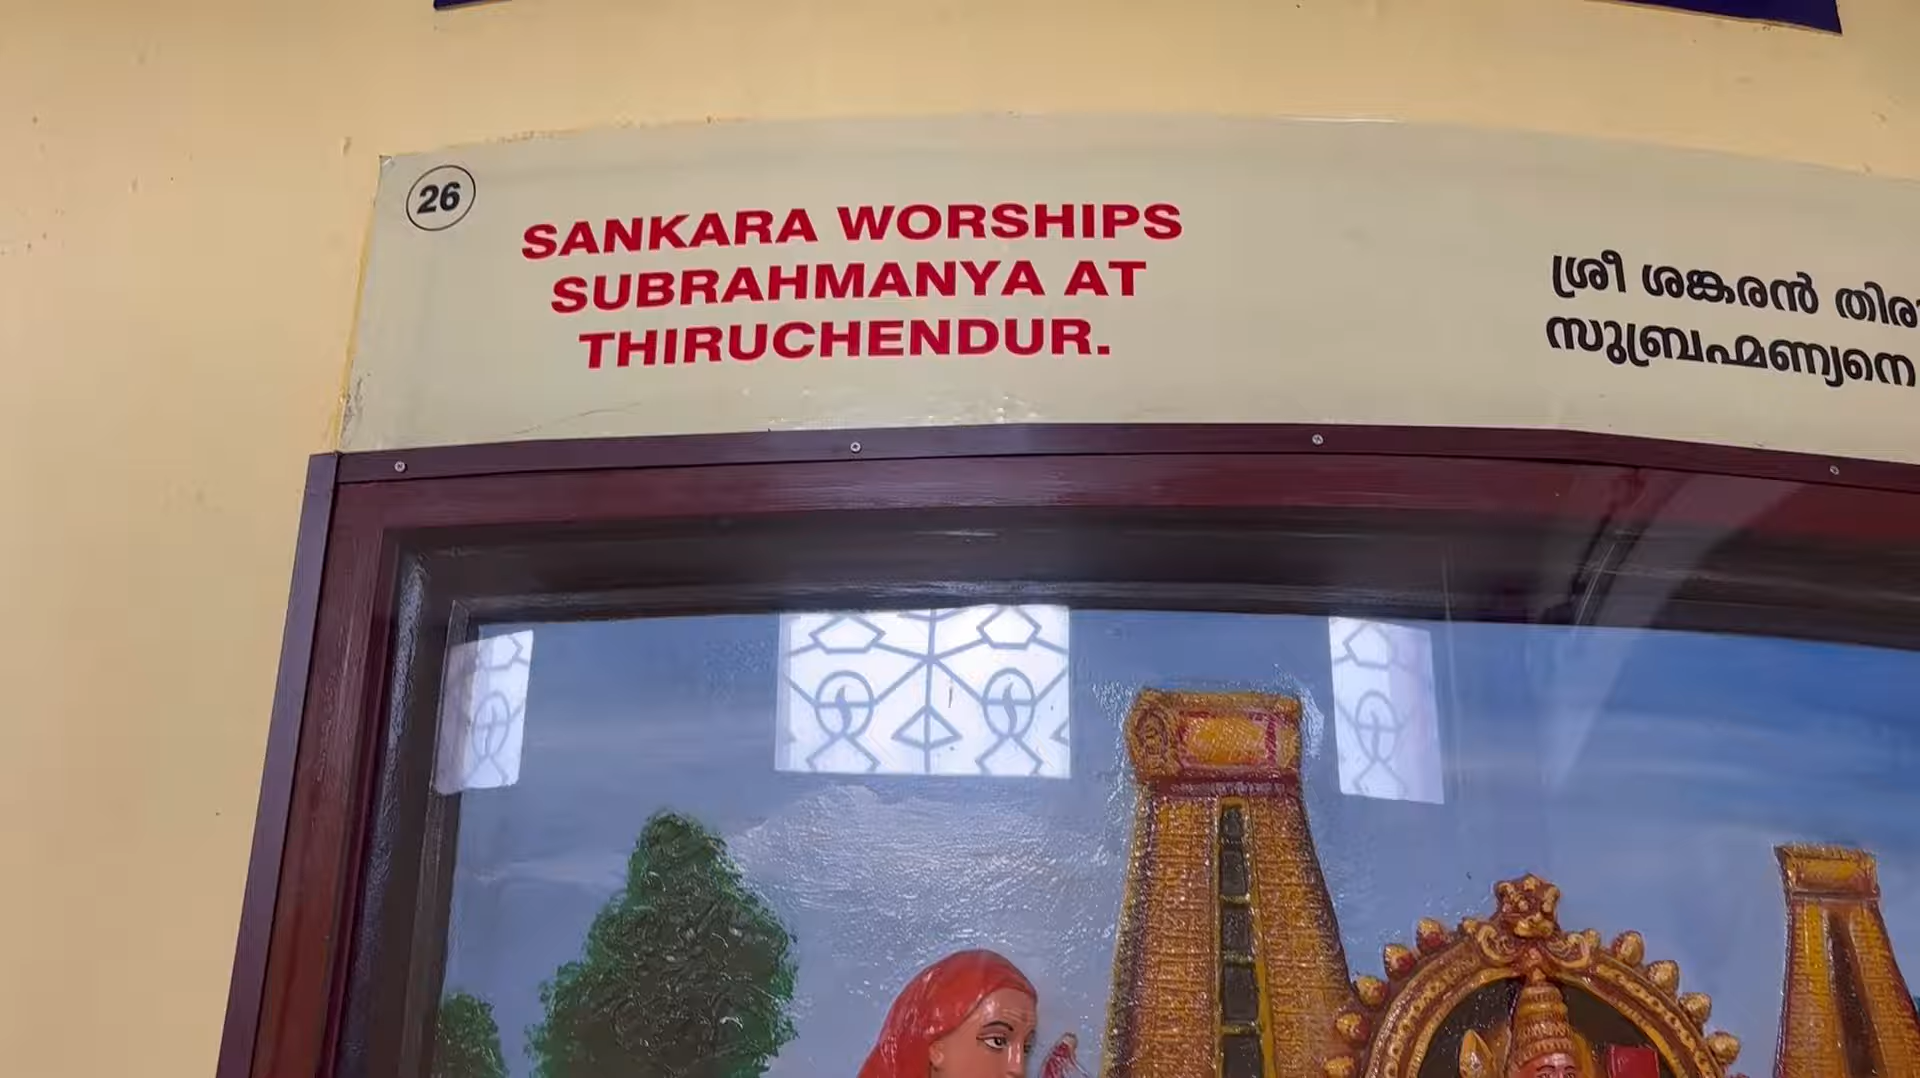 26
SANKARA WORSHIPS
SUBRAHMANYA AT
THIRUCHENDUR.
ശ്രീ ശങ്കരൻ
സുബ്രഹ്മണ്യനെ